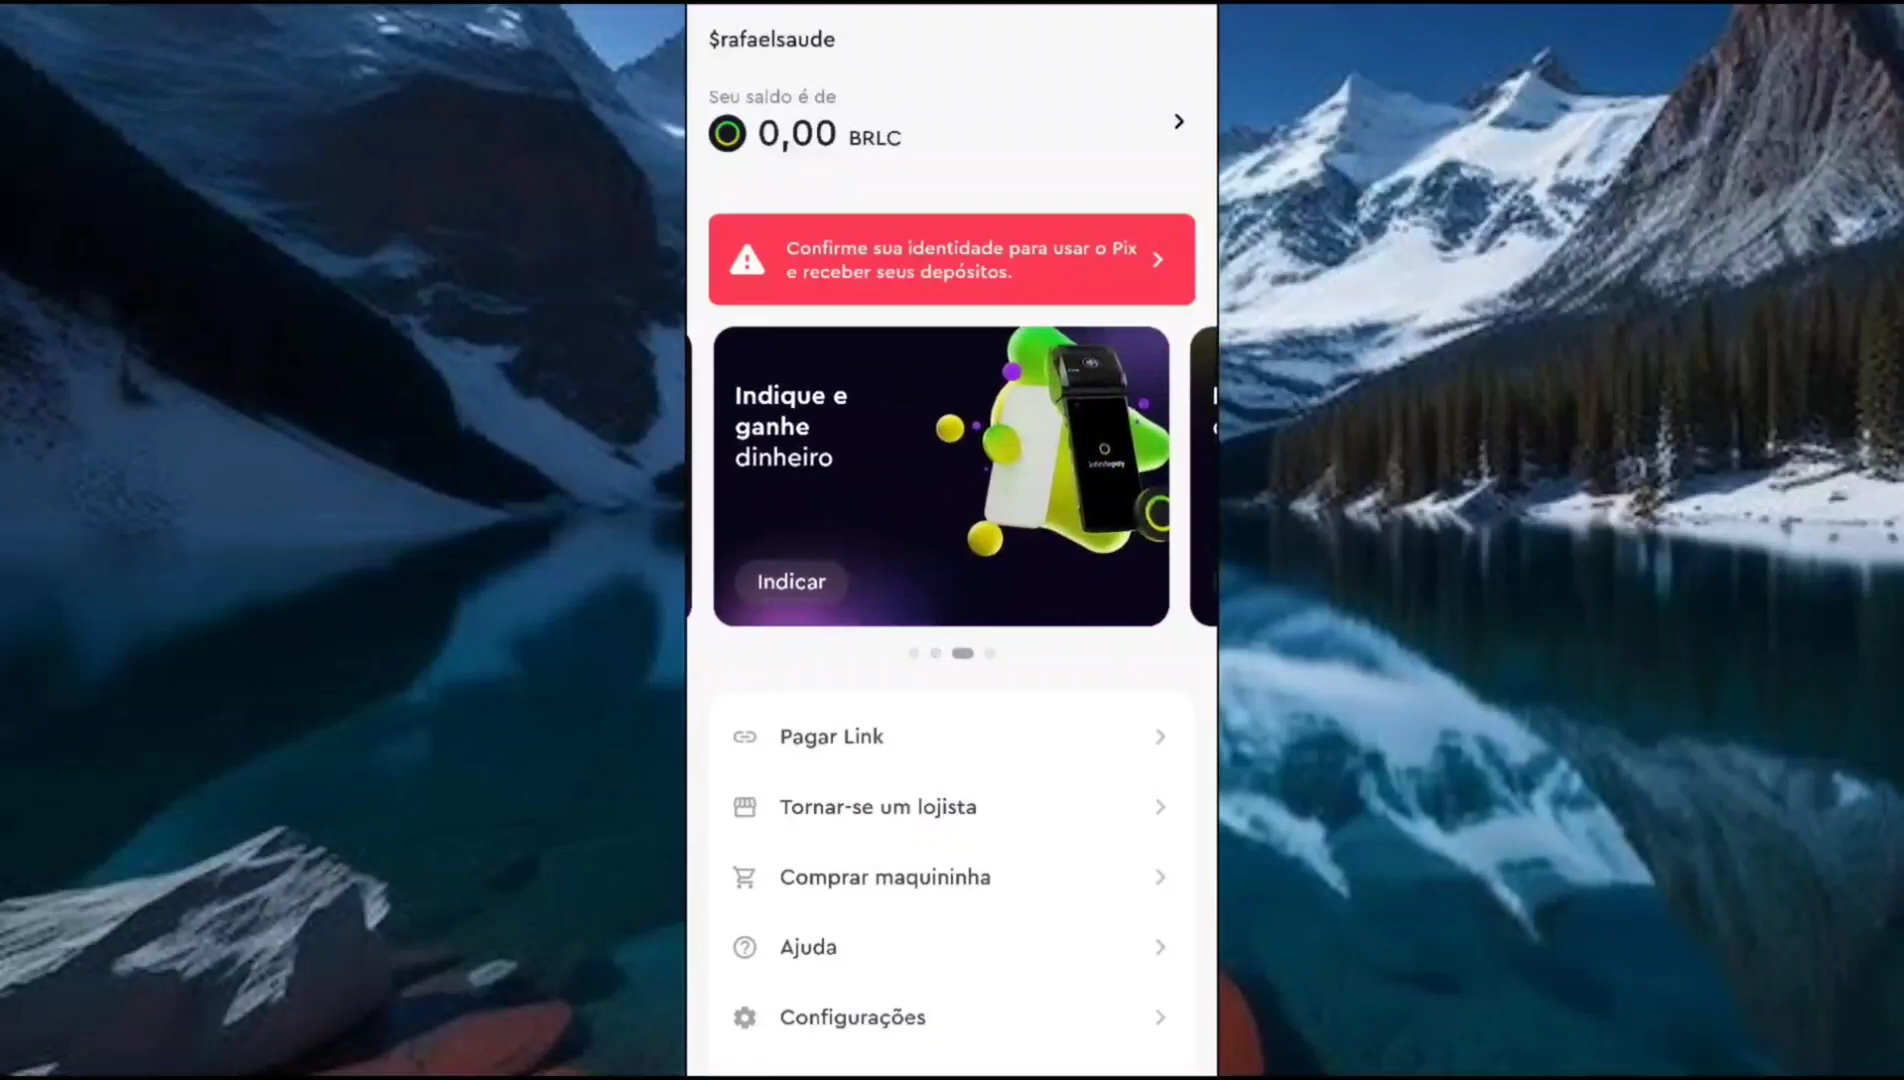 $rafaelsaude
Seu saldo é de
0,00 BRLC
Confirme sua identidade para usar o Pix
e receber seus depósitos.
Indique e
ganhe
dinheiro
infinitepay
Indicar
Pagar Link
Tornar-se um lojista
Comprar maquininha
Ajuda
Configurações